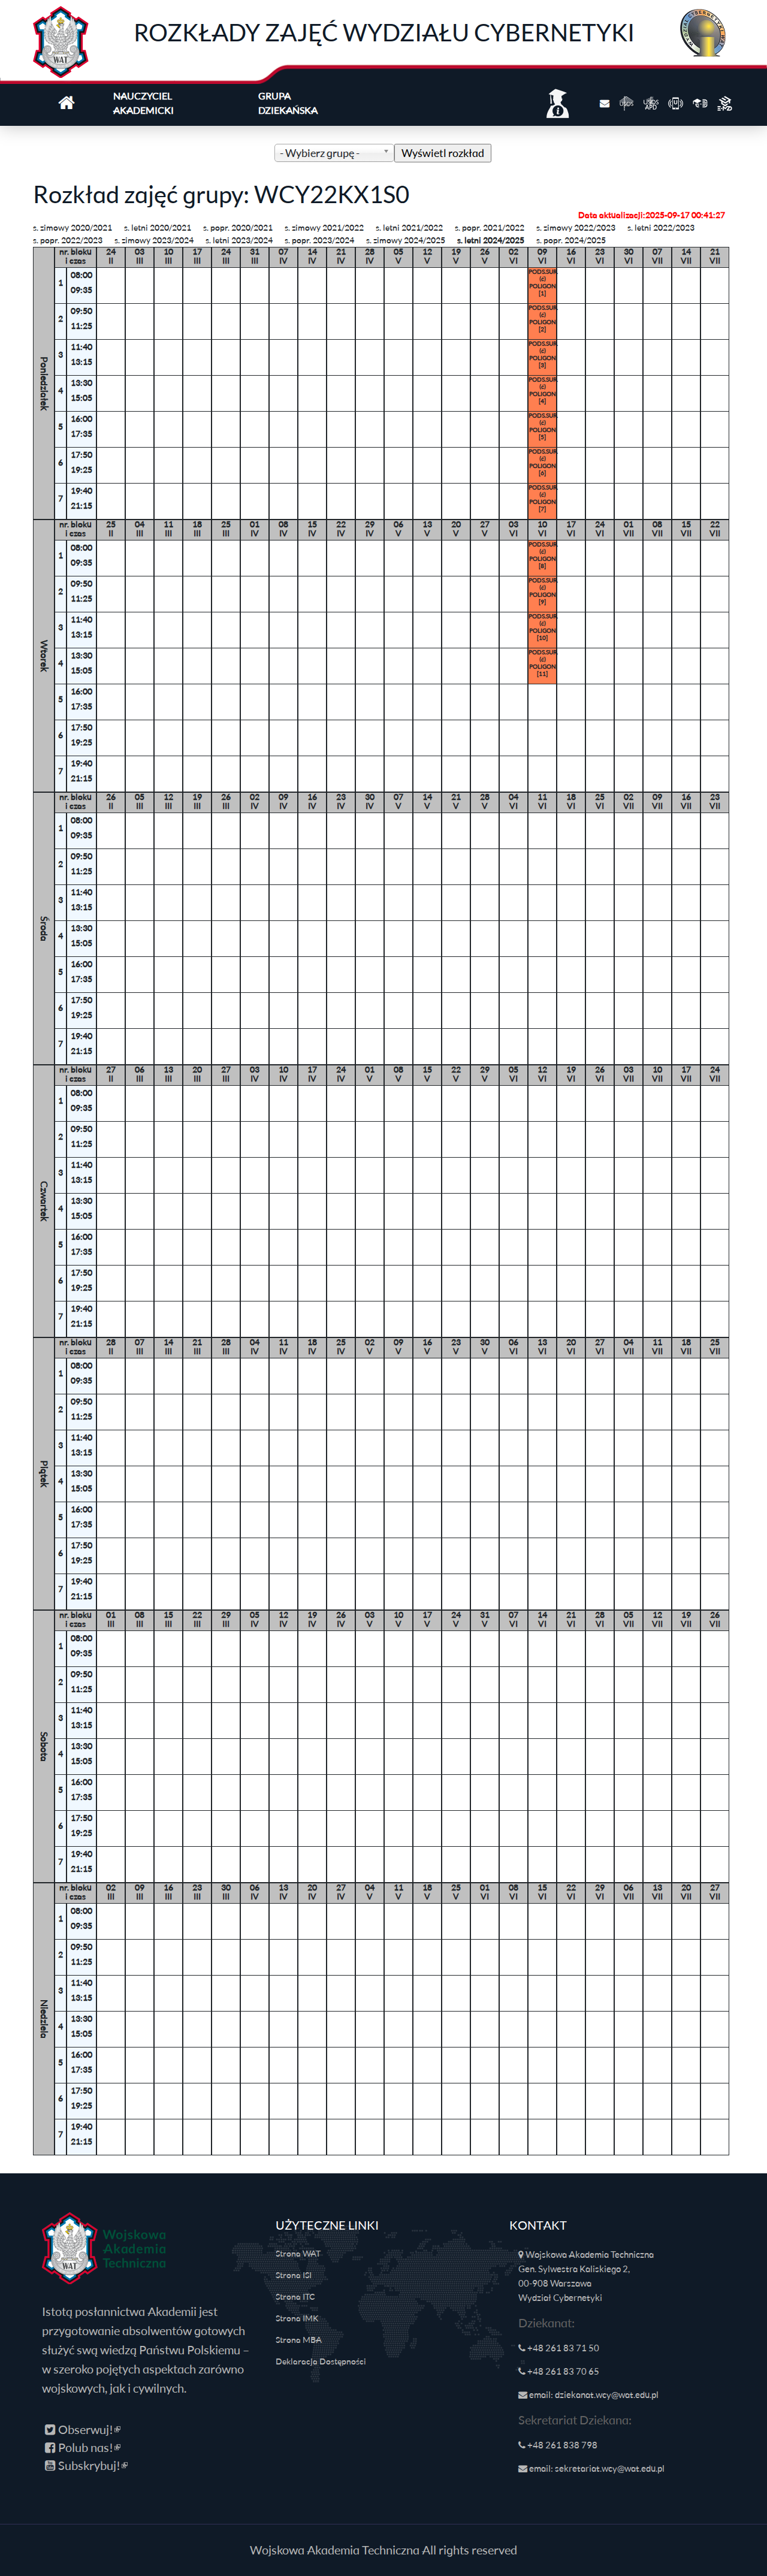 ROZKŁADY ZAJĘĆ WYDZIAŁU CYBERNETYKI
WAT
NAUCZYCIEL
AKADEMICKI
GRUPA
DZIEKAŃSKA
- Wybierz grupę -
Wyświetl rozkład
Rozkład zajęć grupy: WCY22KX1S0
Data aktualizacji:2025-09-17 00:41:27
s. zimowy 2020/2021 s. letni 2020/2021 s. popr. 2020/2021 s. zimowy 2021/2022 s. letni 2021/2022 s. popr. 2021/2022 s. zimowy 2022/2023 s. letni 2022/2023
s. popr. 2022/2023 s. zimowy 2023/2024 s. letni 2023/2024 s. popr. 2023/2024 s. zimowy 2024/2025 s. letni 2024/2025 s. popr. 2024/2025
Poniedziałek
nr. bloku 24 03 10 17 24 31 07 14 21 28 05 12 19 26 02 09 16 23 30 07 14 21
i czas II III III III III III IV IV IV IV V V V V VI VI VI VI VI VII VII VII
1 08:00 09:35 PODS.SUR (ć) POLIGON [1]
2 09:50 11:25 PODS.SUR (ć) POLIGON [2]
3 11:40 13:15 PODS.SUR (ć) POLIGON [3]
4 13:30 15:05 PODS.SUR (ć) POLIGON [4]
5 16:00 17:35 PODS.SUR (ć) POLIGON [5]
6 17:50 19:25 PODS.SUR (ć) POLIGON [6]
7 19:40 21:15 PODS.SUR (ć) POLIGON [7]
Wtorek
nr. bloku 25 04 11 18 25 01 08 15 22 29 06 13 20 27 03 10 17 24 01 08 15 22
i czas II III III III III IV IV IV IV IV V V V V VI VI VI VI VII VII VII VII
1 08:00 09:35 PODS.SUR (ć) POLIGON [8]
2 09:50 11:25 PODS.SUR (ć) POLIGON [9]
3 11:40 13:15 PODS.SUR (ć) POLIGON [10]
4 13:30 15:05 PODS.SUR (ć) POLIGON [11]
5 16:00 17:35
6 17:50 19:25
7 19:40 21:15
Środa
nr. bloku 26 05 12 19 26 02 09 16 23 30 07 14 21 28 04 11 18 25 02 09 16 23
i czas II III III III III IV IV IV IV IV V V V V VI VI VI VI VII VII VII VII
1 08:00 09:35
2 09:50 11:25
3 11:40 13:15
4 13:30 15:05
5 16:00 17:35
6 17:50 19:25
7 19:40 21:15
Czwartek
nr. bloku 27 06 13 20 27 03 10 17 24 01 08 15 22 29 05 12 19 26 03 10 17 24
i czas II III III III III IV IV IV IV V V V V V VI VI VI VI VII VII VII VII
1 08:00 09:35
2 09:50 11:25
3 11:40 13:15
4 13:30 15:05
5 16:00 17:35
6 17:50 19:25
7 19:40 21:15
Piątek
nr. bloku 28 07 14 21 28 04 11 18 25 02 09 16 23 30 06 13 20 27 04 11 18 25
i czas II III III III III IV IV IV IV V V V V V VI VI VI VI VII VII VII VII
1 08:00 09:35
2 09:50 11:25
3 11:40 13:15
4 13:30 15:05
5 16:00 17:35
6 17:50 19:25
7 19:40 21:15
Sobota
nr. bloku 01 08 15 22 29 05 12 19 26 03 10 17 24 31 07 14 21 28 05 12 19 26
i czas III III III III III IV IV IV IV V V V V V VI VI VI VI VII VII VII VII
1 08:00 09:35
2 09:50 11:25
3 11:40 13:15
4 13:30 15:05
5 16:00 17:35
6 17:50 19:25
7 19:40 21:15
Niedziela
nr. bloku 02 09 16 23 30 06 13 20 27 04 11 18 25 01 08 15 22 29 06 13 20 27
i czas III III III III III IV IV IV IV V V V V VI VI VI VI VI VII VII VII VII
1 08:00 09:35
2 09:50 11:25
3 11:40 13:15
4 13:30 15:05
5 16:00 17:35
6 17:50 19:25
7 19:40 21:15
WAT
Wojskowa
Akademia
Techniczna
Istotą posłannictwa Akademii jest
przygotowanie absolwentów gotowych
służyć swą wiedzą Państwu Polskiemu –
w szeroko pojętych aspektach zarówno
wojskowych, jak i cywilnych.
Obserwuj!
Polub nas!
Subskrybuj!
UŻYTECZNE LINKI
Strona WAT
Strona ISI
Strona ITC
Strona IMK
Strona MBA
Deklaracja Dostępności
KONTAKT
Wojskowa Akademia Techniczna
Gen. Sylwestra Kaliskiego 2,
00-908 Warszawa
Wydział Cybernetyki
Dziekanat:
+48 261 83 71 50
+48 261 83 70 65
email: dziekanat.wcy@wat.edu.pl
Sekretariat Dziekana:
+48 261 838 798
email: sekretariat.wcy@wat.edu.pl
Wojskowa Akademia Techniczna All rights reserved